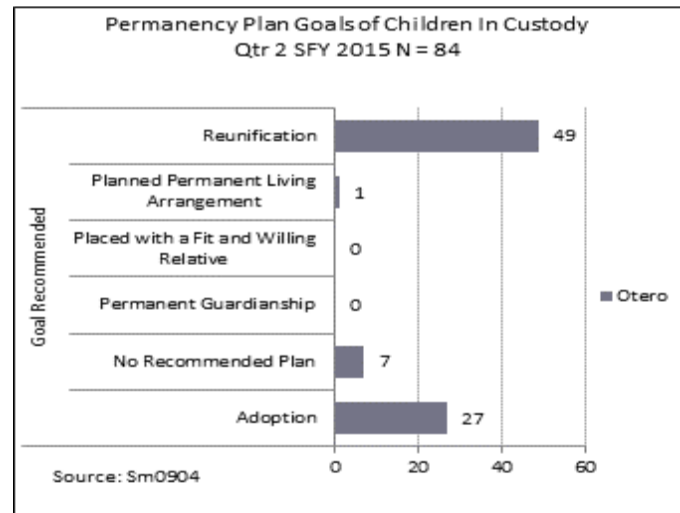 Permanency Plan Goals of Children In Custody
Qtr 2 SFY 2015 N = 84
Goal Recommended
Reunification
49
Planned Permanent Living
Arrangement
1
Placed with a Fit and Willing
Relative
0
Permanent Guardianship
0
No Recommended Plan
7
Adoption
27
Otero
0
20
40
60
Source: Sm0904